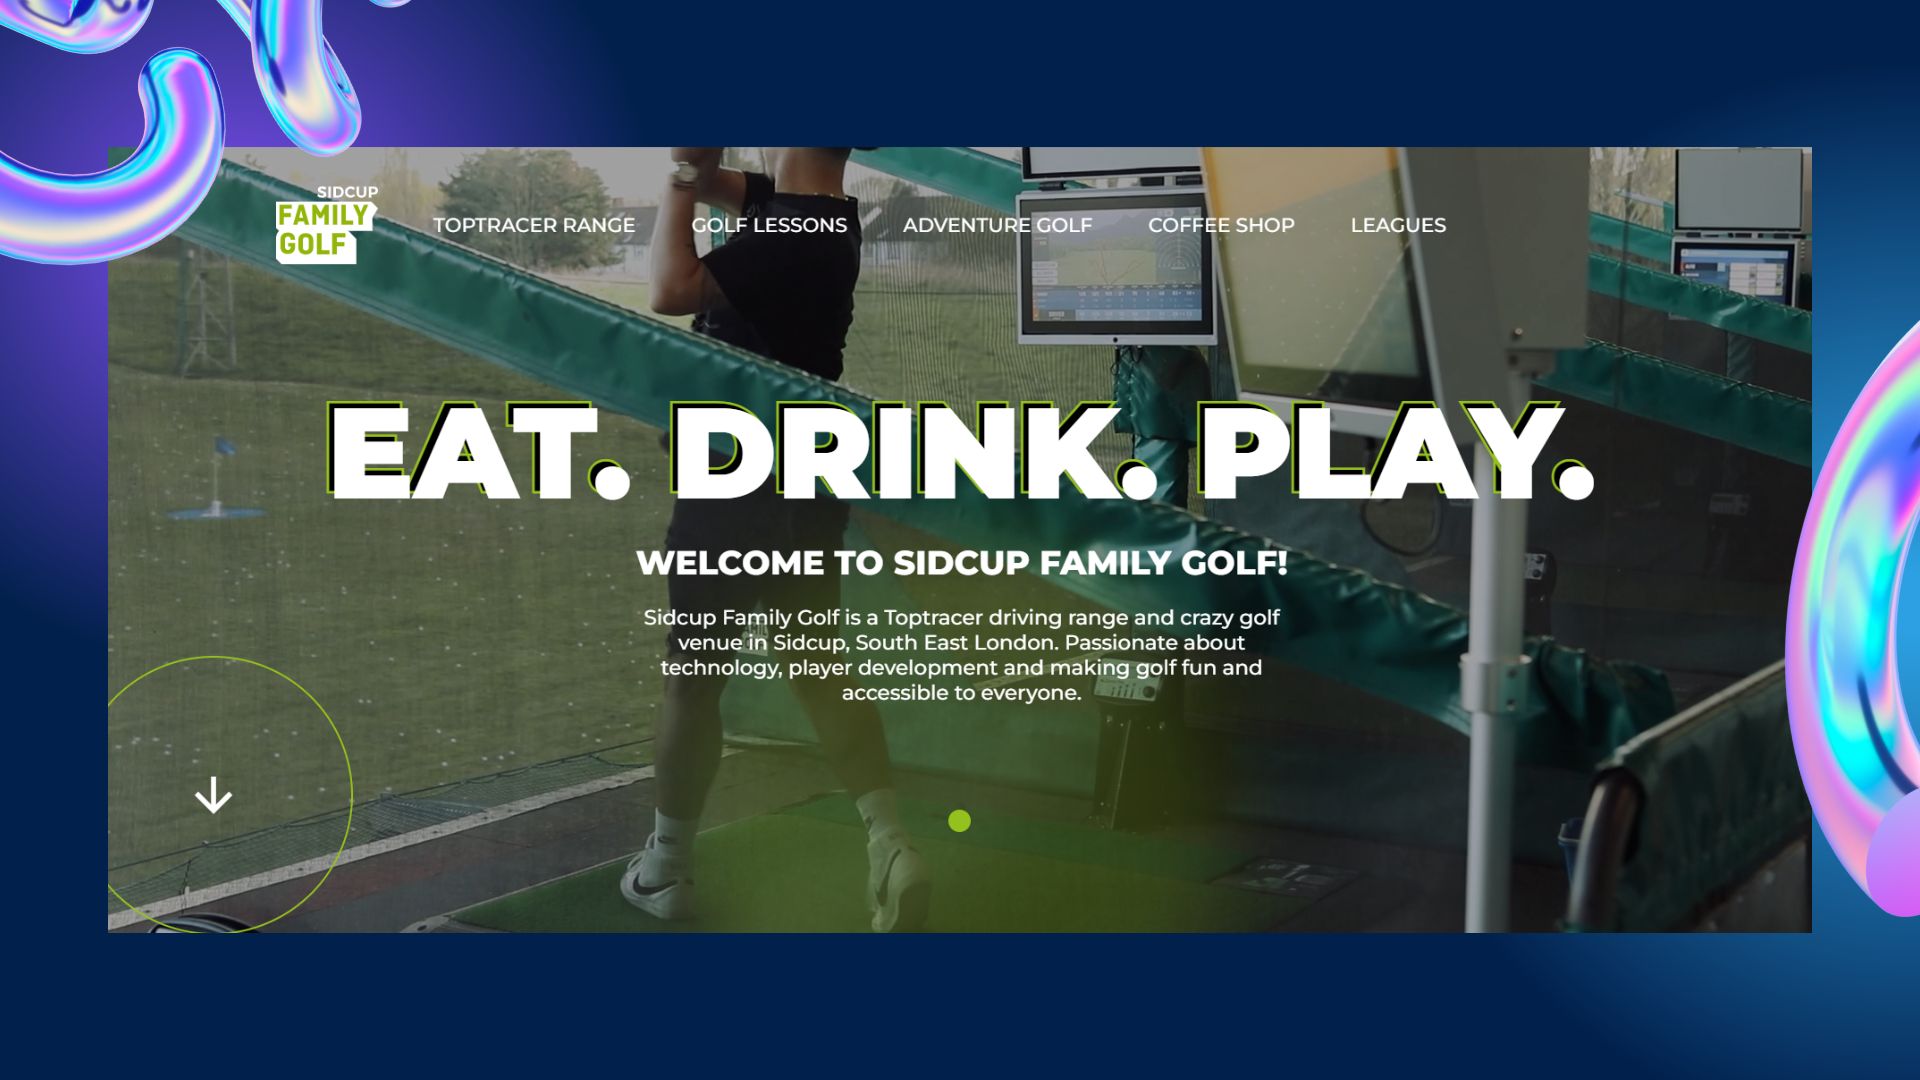 SIDCUP
FAMILY
GOLF
TOPTRACER RANGE
GOLF LESSONS
ADVENTURE GOLF
COFFEE SHOP
LEAGUES
EAT. DRINK. PLAY.
WELCOME TO SIDCUP FAMILY GOLF!
Sidcup Family Golf is a Toptracer driving range and crazy golf
venue in Sidcup, South East London. Passionate about
technology, player development and making golf fun and
accessible to everyone.